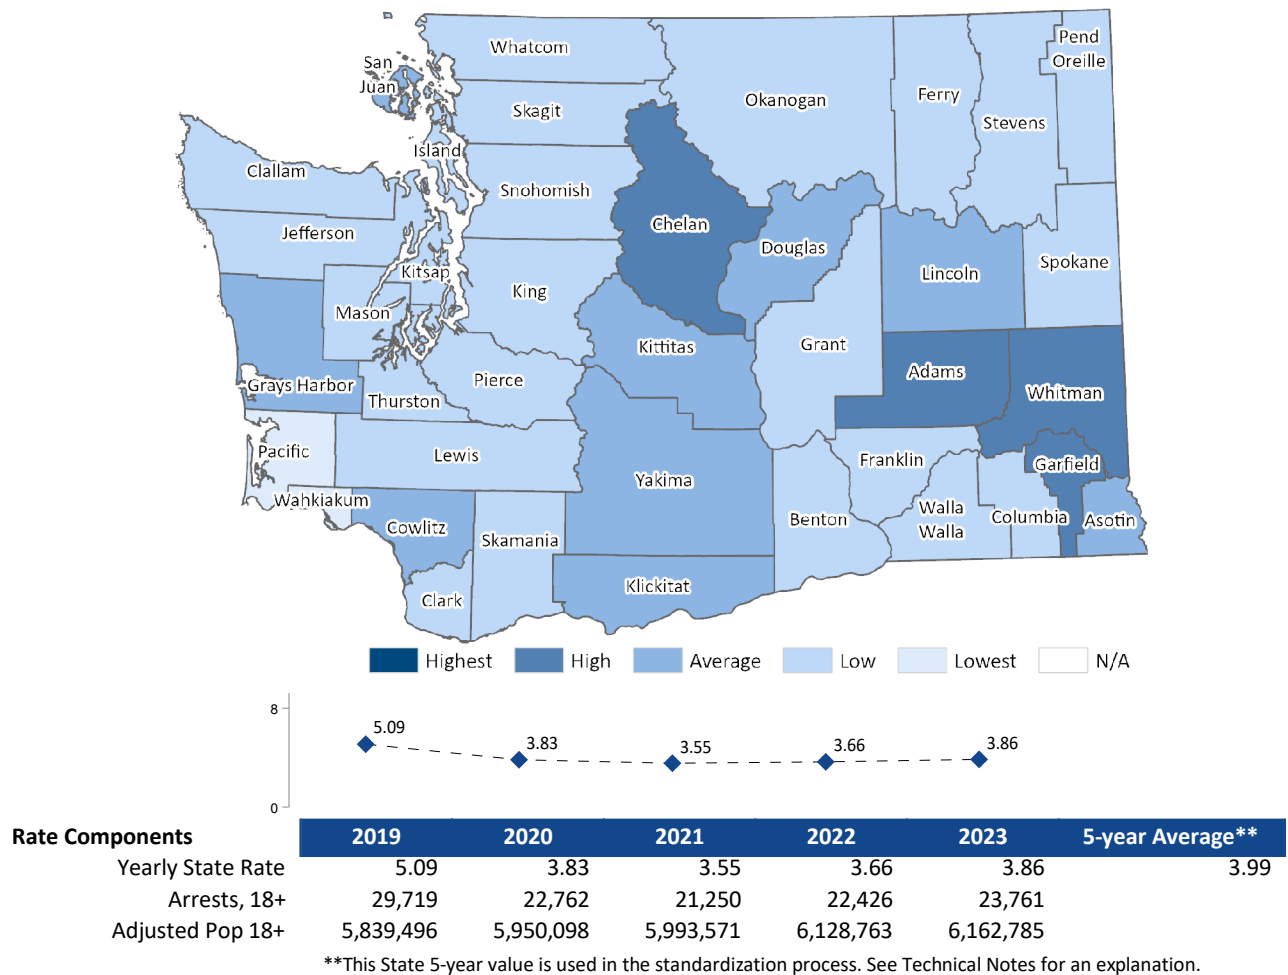 Whatcom
Pend
Oreille
San
Juan
Okanogan
Ferry
Skagit
Stevens
Island
Clallam
Snohomish
Chelan
Jefferson
Douglas
Lincoln
Spokane
Kitsap
King
Mason
Kittitas
Grant
Adams
Whitman
Grays Harbor
Thurston
Pierce
Pacific
Lewis
Franklin
Garfield
Yakima
Wahkiakum
Cowlitz
Skamania
Benton
Walla
Walla
Columbia
Asotin
Clark
Klickitat
Highest High Average Low Lowest N/A
8
5.09
3.83
3.55
3.66
3.86
0
Rate Components 2019 2020 2021 2022 2023 5-year Average**
Yearly State Rate 5.09 3.83 3.55 3.66 3.86 3.99
Arrests, 18+ 29,719 22,762 21,250 22,426 23,761
Adjusted Pop 18+ 5,839,496 5,950,098 5,993,571 6,128,763 6,162,785
**This State 5-year value is used in the standardization process. See Technical Notes for an explanation.